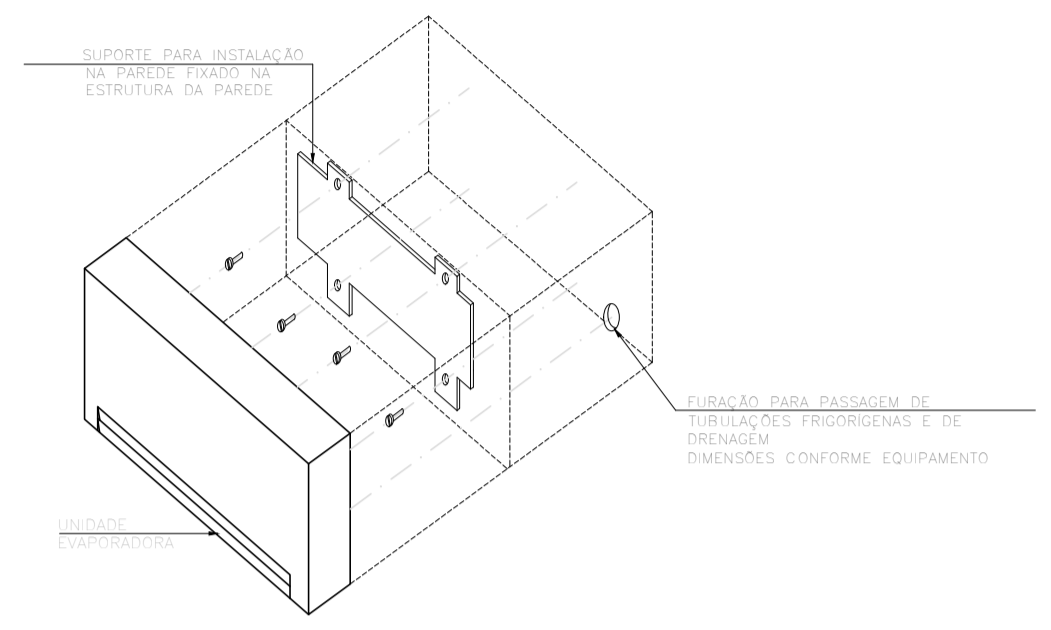 SUPORTE PARA INSTALAÇÃO
NA PAREDE FIXADO NA
ESTRUTURA DA PAREDE
FURAÇÃO PARA PASSAGEM DE
TUBULAÇÕES FRIGORÍGENAS E DE
DRENAGEM
DIMENSÕES CONFORME EQUIPAMENTO
UNIDADE
EVAPORADORA